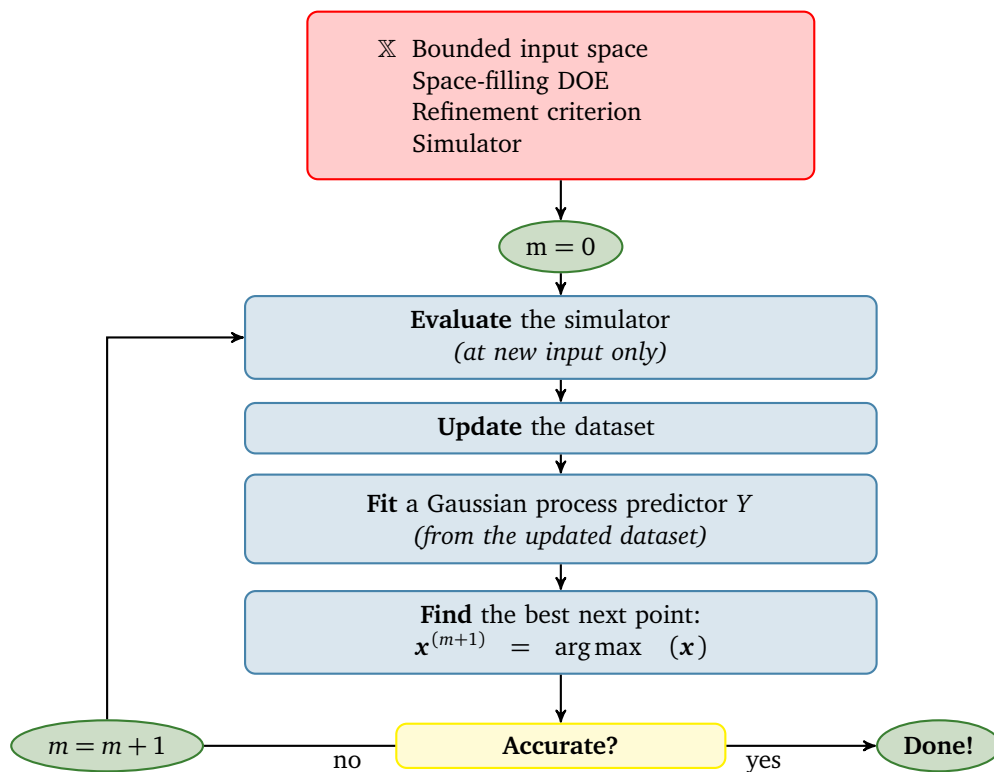 𝕏 Bounded input space
Space-filling DOE
Refinement criterion
Simulator
m = 0
Evaluate the simulator
(at new input only)
Update the dataset
Fit a Gaussian process predictor Y
(from the updated dataset)
Find the best next point:
x^(m+1) = arg max (x)
m = m + 1
no
Accurate?
yes
Done!